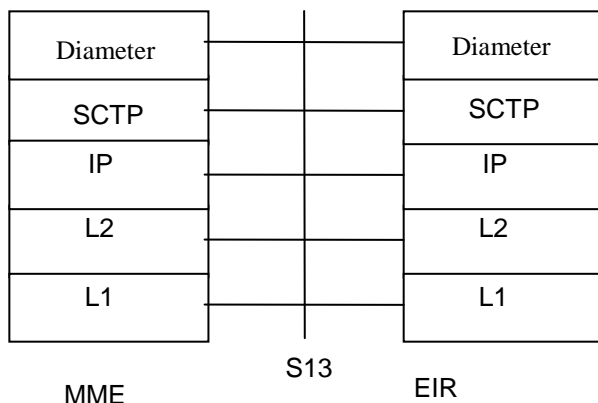 Diameter Diameter
SCTP SCTP
IP IP
L2 L2
L1 L1
S13
MME EIR